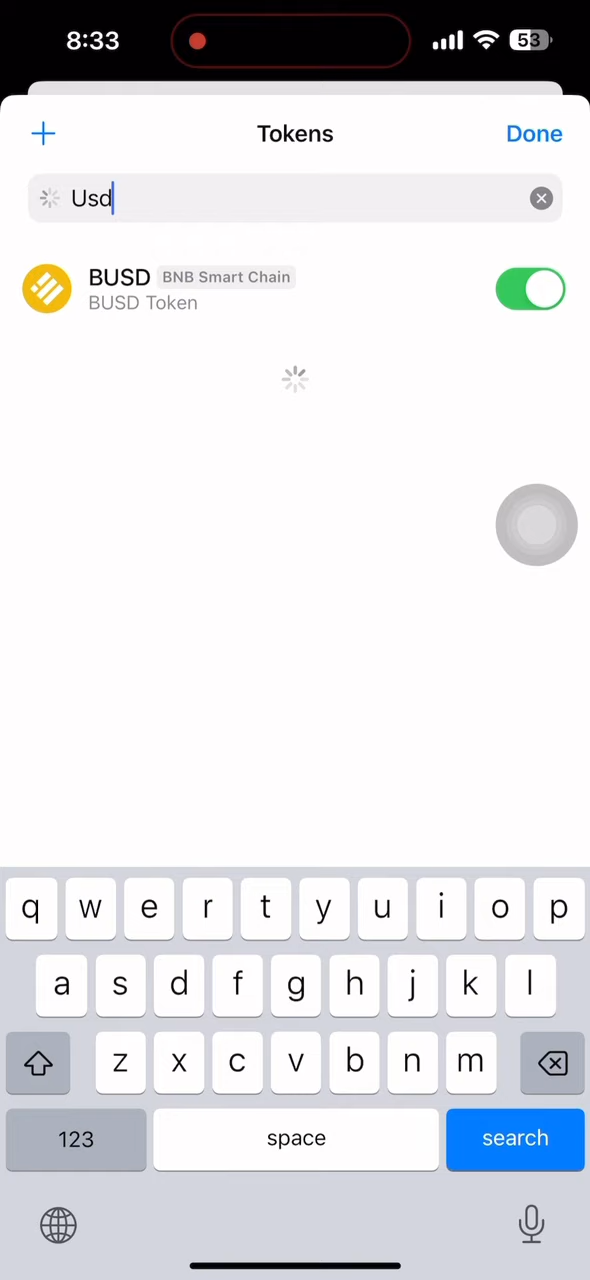 8:33
53
Tokens
Done
Usd
BUSD BNB Smart Chain
BUSD Token
q w e r t y u i o p
a s d f g h j k l
z x c v b n m
123 space search